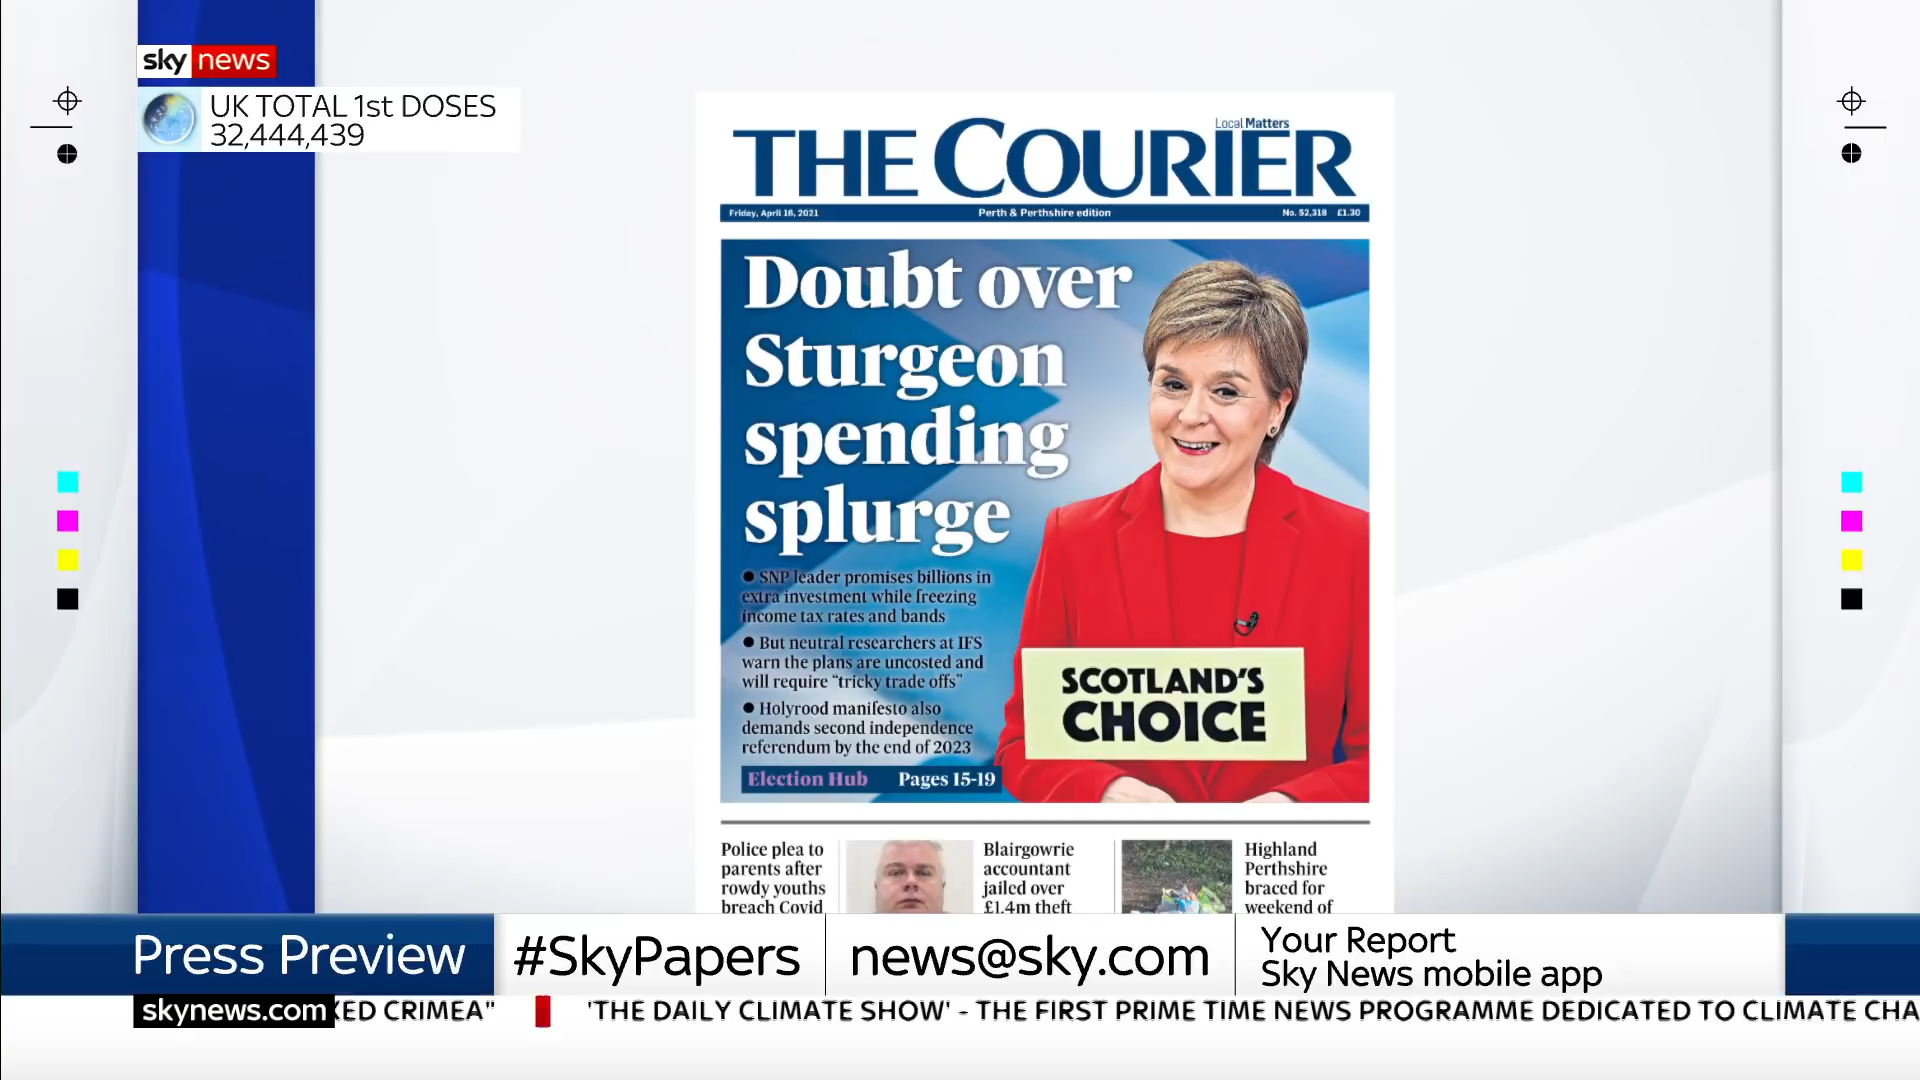 sky news
UK TOTAL 1st DOSES
32,444,439
Local Matters
THE COURIER
Friday, April 16, 2021
Perth & Perthshire edition
No. 52,318 £1.30
Doubt over
Sturgeon
spending
splurge
● SNP leader promises billions in
extra investment while freezing
income tax rates and bands
● But neutral researchers at IFS
warn the plans are uncosted and
will require “tricky trade offs”
● Holyrood manifesto also
demands second independence
referendum by the end of 2023
Election Hub Pages 15-19
SCOTLAND'S
CHOICE
Police plea to
parents after
rowdy youths
breach Covid
Blairgowrie
accountant
jailed over
£1.4m theft
Highland
Perthshire
braced for
weekend of
Press Preview
#SkyPapers
news@sky.com
Your Report
Sky News mobile app
skynews.com
KED CRIMEA"
'THE DAILY CLIMATE SHOW' - THE FIRST PRIME TIME NEWS PROGRAMME DEDICATED TO CLIMATE CHA